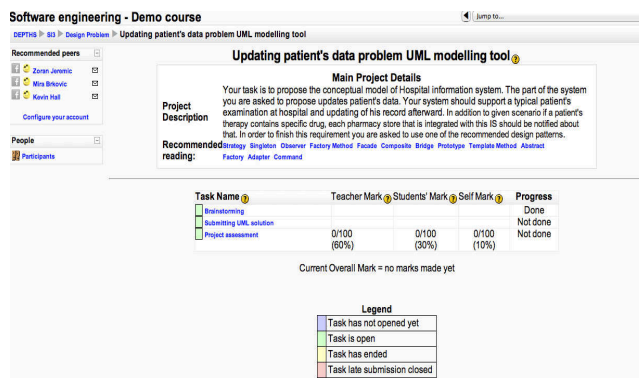 Software engineering - Demo course
Jump to...
DEPTHS ▶ SI3 ▶ Design Problem ▶ Updating patient's data problem UML modelling tool
Recommended peers
Zoran Jeremic
Mira Brkovic
Kevin Hall
Configure your account
People
Participants
Updating patient's data problem UML modelling tool
Main Project Details
Project Description
Your task is to propose the conceptual model of Hospital information system. The part of the system
you are asked to propose updates patient's data. Your system should support a typical patient's
examination at hospital and updating of his record afterward. In addition to given scenario if a patient's
therapy contains specific drug, each pharmacy store that is integrated with this IS should be notified about
that. In order to finish this requirement you are asked to use one of the recommended design patterns.
Recommended reading:
Strategy Singleton Observer Factory Method Facade Composite Bridge Prototype Template Method Abstract
Factory Adapter Command
Task Name Teacher Mark Students' Mark Self Mark Progress
Brainstorming Done
Submitting UML solution Not done
Project assessment 0/100 0/100 0/100 Not done
(60%) (30%) (10%)
Current Overall Mark = no marks made yet
Legend
Task has not opened yet
Task is open
Task has ended
Task late submission closed